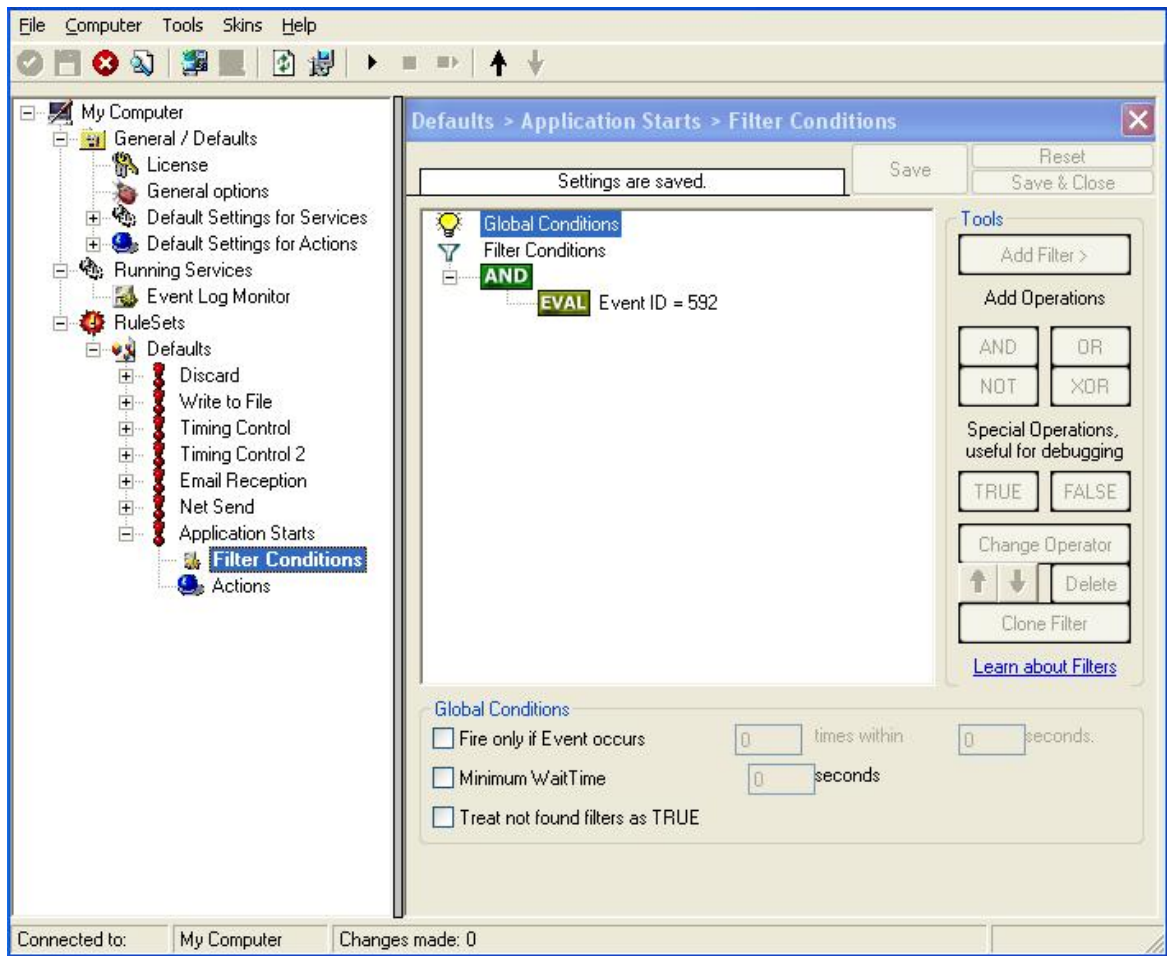 File Computer Tools Skins Help
My Computer
General / Defaults
License
General options
Default Settings for Services
Default Settings for Actions
Running Services
Event Log Monitor
RuleSets
Defaults
Discard
Write to File
Timing Control
Timing Control 2
Email Reception
Net Send
Application Starts
Filter Conditions
Actions
Defaults > Application Starts > Filter Conditions
Settings are saved.
Save
Reset
Save & Close
Global Conditions
Filter Conditions
AND
EVAL Event ID = 592
Tools
Add Filter >
Add Operations
AND OR
NOT XOR
Special Operations,
useful for debugging
TRUE FALSE
Change Operator
Delete
Clone Filter
Learn about Filters
Global Conditions
Fire only if Event occurs 0 times within 0 seconds.
Minimum WaitTime 0 seconds
Treat not found filters as TRUE
Connected to: My Computer Changes made: 0